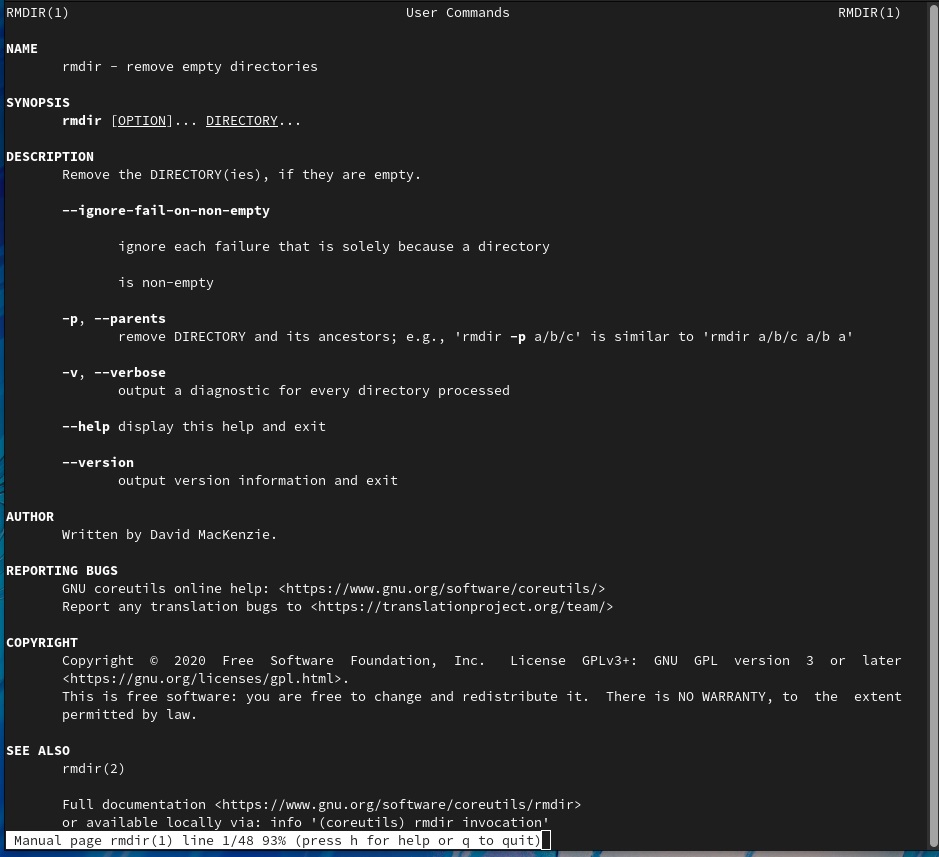 RMDIR(1) User Commands RMDIR(1)
NAME
rmdir - remove empty directories
SYNOPSIS
rmdir [OPTION]... DIRECTORY...
DESCRIPTION
Remove the DIRECTORY(ies), if they are empty.
--ignore-fail-on-non-empty
ignore each failure that is solely because a directory
is non-empty
-p, --parents
remove DIRECTORY and its ancestors; e.g., 'rmdir -p a/b/c' is similar to 'rmdir a/b/c a/b a'
-v, --verbose
output a diagnostic for every directory processed
--help display this help and exit
--version
output version information and exit
AUTHOR
Written by David MacKenzie.
REPORTING BUGS
GNU coreutils online help: <https://www.gnu.org/software/coreutils/>
Report any translation bugs to <https://translationproject.org/team/>
COPYRIGHT
Copyright © 2020 Free Software Foundation, Inc. License GPLv3+: GNU GPL version 3 or later
<https://gnu.org/licenses/gpl.html>.
This is free software: you are free to change and redistribute it. There is NO WARRANTY, to the extent
permitted by law.
SEE ALSO
rmdir(2)
Full documentation <https://www.gnu.org/software/coreutils/rmdir>
or available locally via: info '(coreutils) rmdir invocation'
Manual page rmdir(1) line 1/48 93% (press h for help or q to quit)